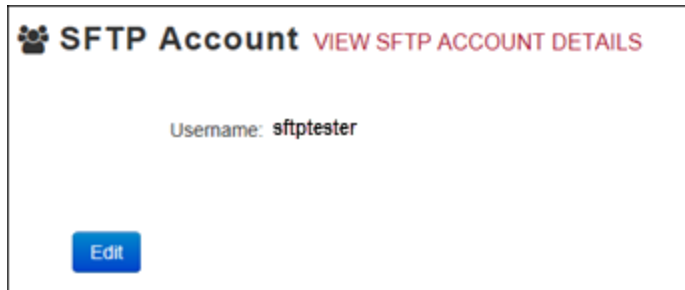 SFTP Account VIEW SFTP ACCOUNT DETAILS
Username: sftptester
Edit